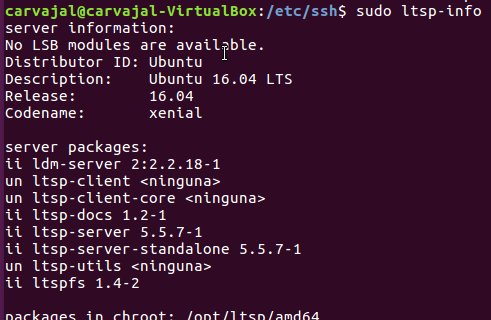 carvajal@carvajal-VirtualBox:/etc/ssh$ sudo ltsp-info
server information:
No LSB modules are available.
Distributor ID: Ubuntu
Description:    Ubuntu 16.04 LTS
Release:        16.04
Codename:       xenial

server packages:
ii ldm-server 2:2.2.18-1
un ltsp-client <ninguna>
un ltsp-client-core <ninguna>
ii ltsp-docs 1.2-1
ii ltsp-server 5.5.7-1
ii ltsp-server-standalone 5.5.7-1
un ltsp-utils <ninguna>
ii ltspfs 1.4-2

packages in chroot: /opt/ltsp/amd64